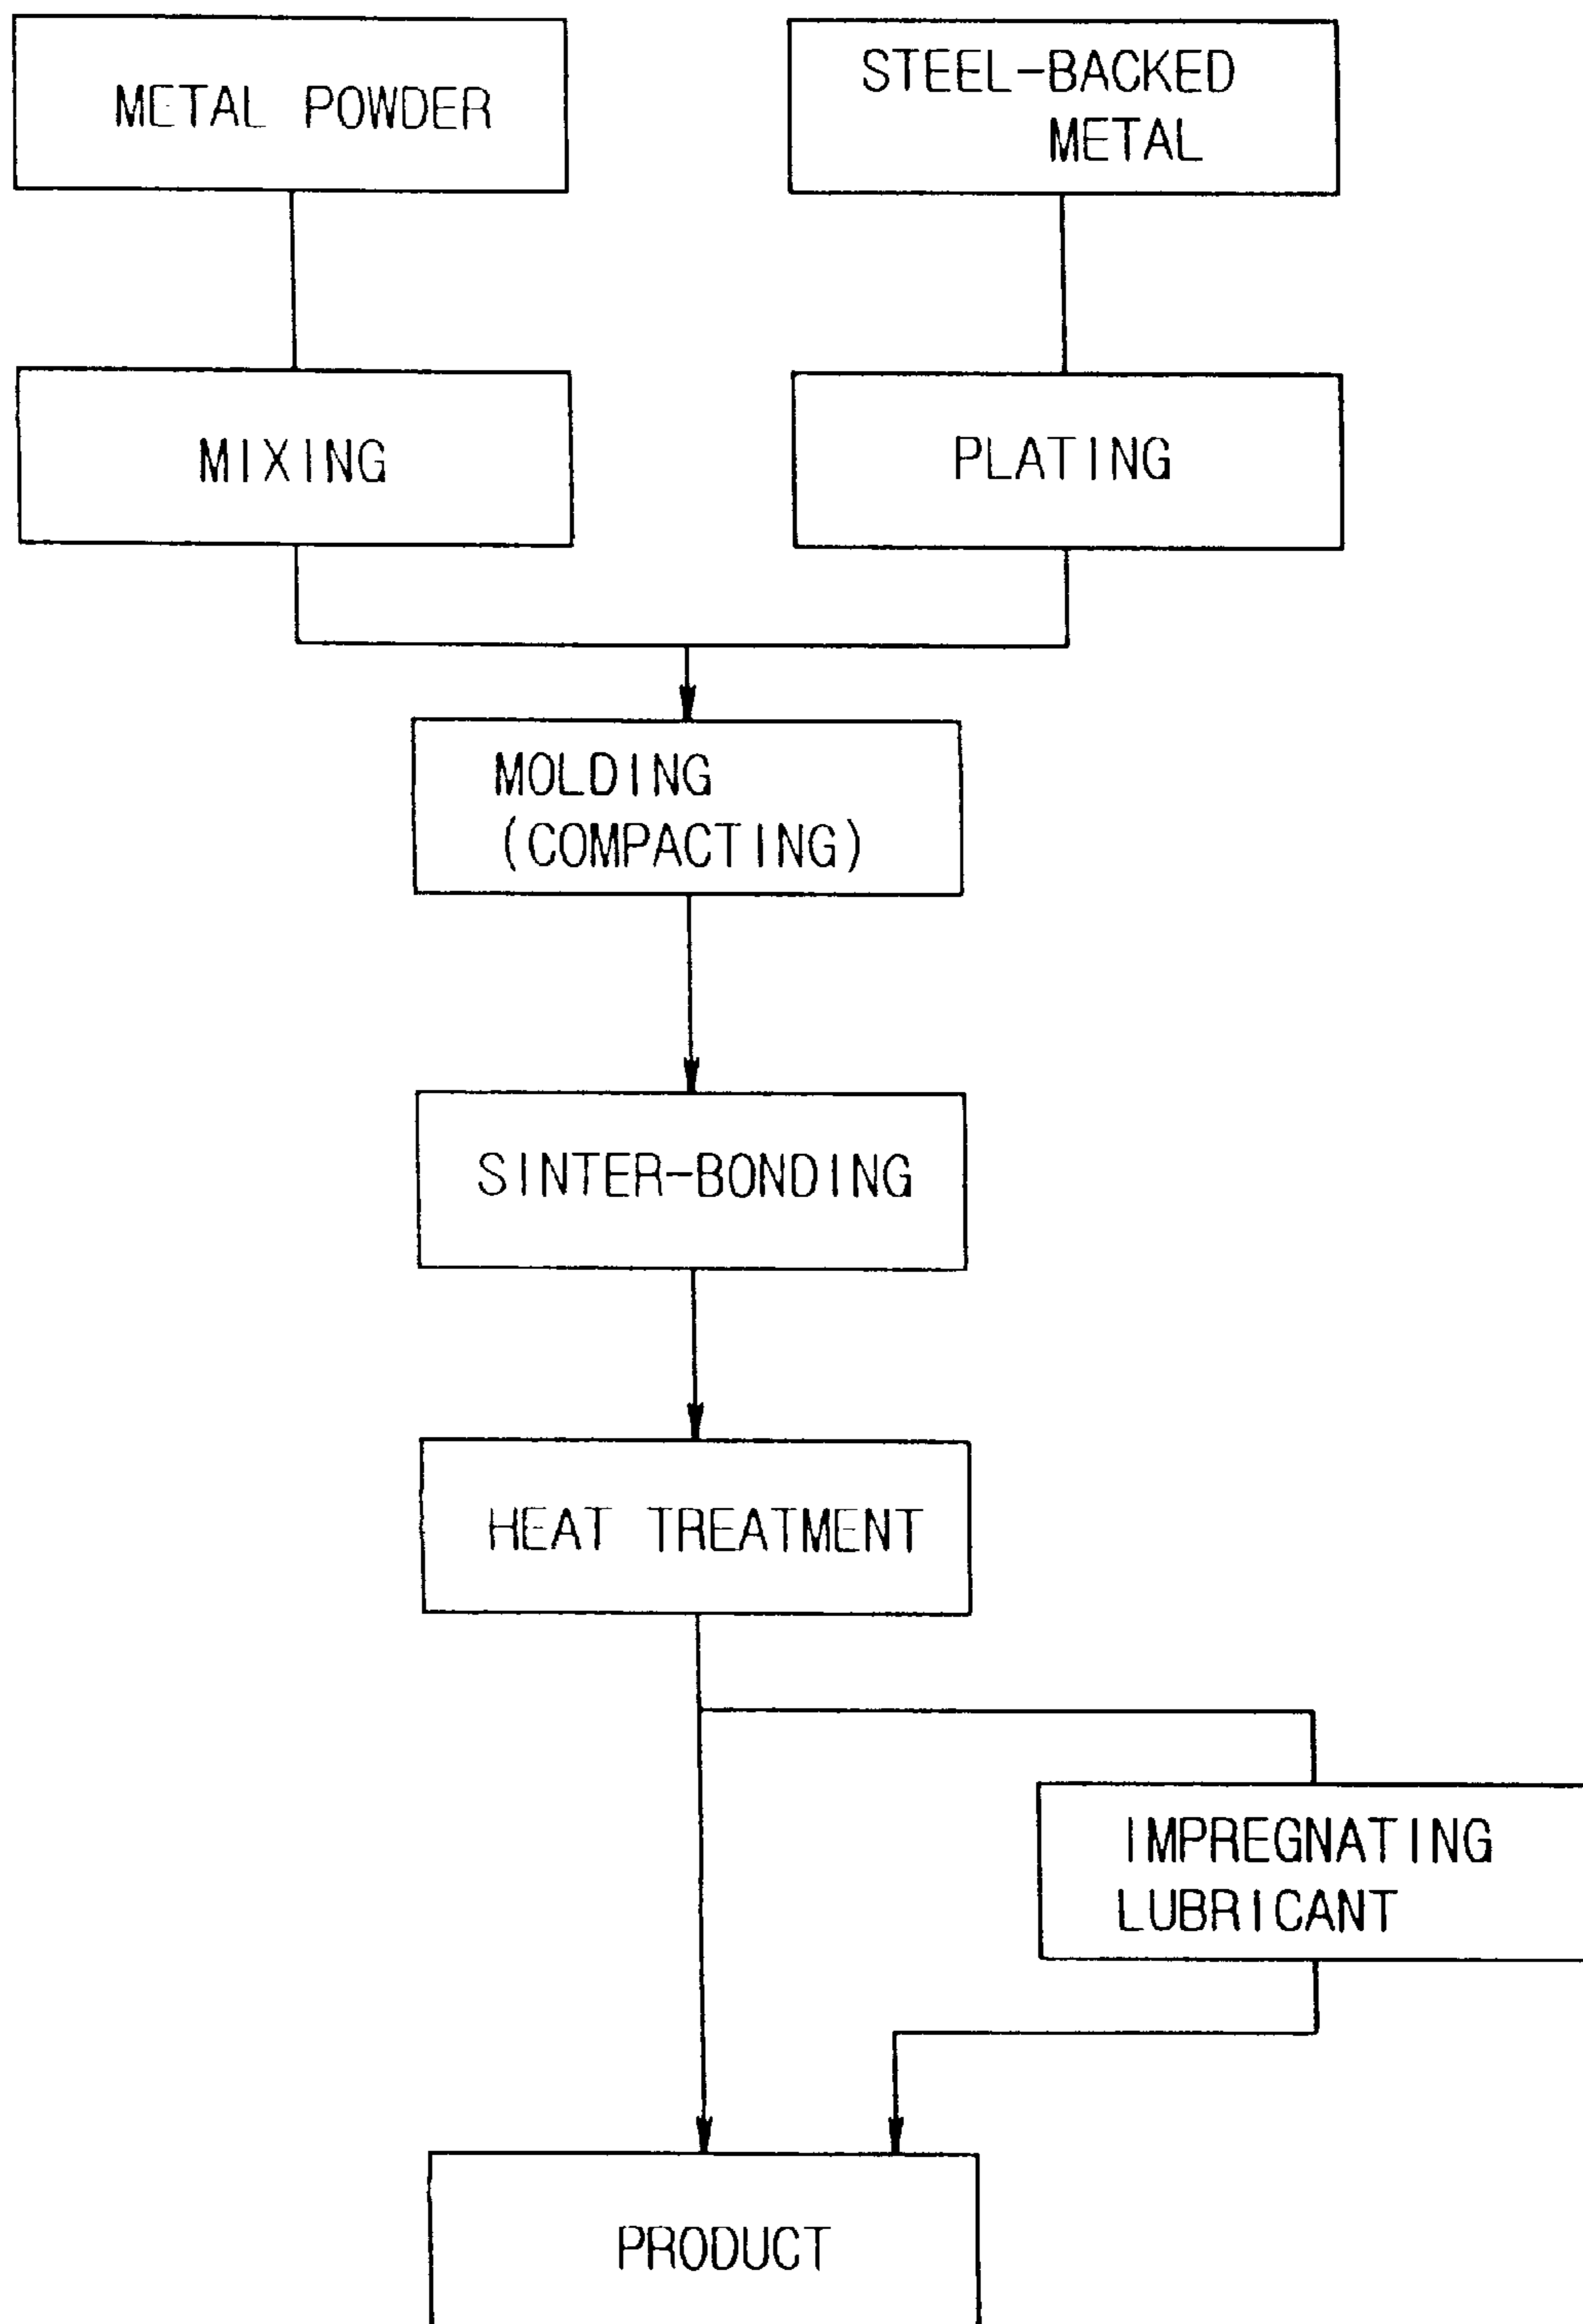 METAL POWDER
STEEL-BACKED
METAL
MIXING
PLATING
MOLDING
(COMPACTING)
SINTER-BONDING
HEAT TREATMENT
IMPREGNATING
LUBRICANT
PRODUCT